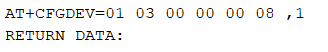 AT+CFGDEV=01 03 00 00 00 08 ,1
RETURN DATA: